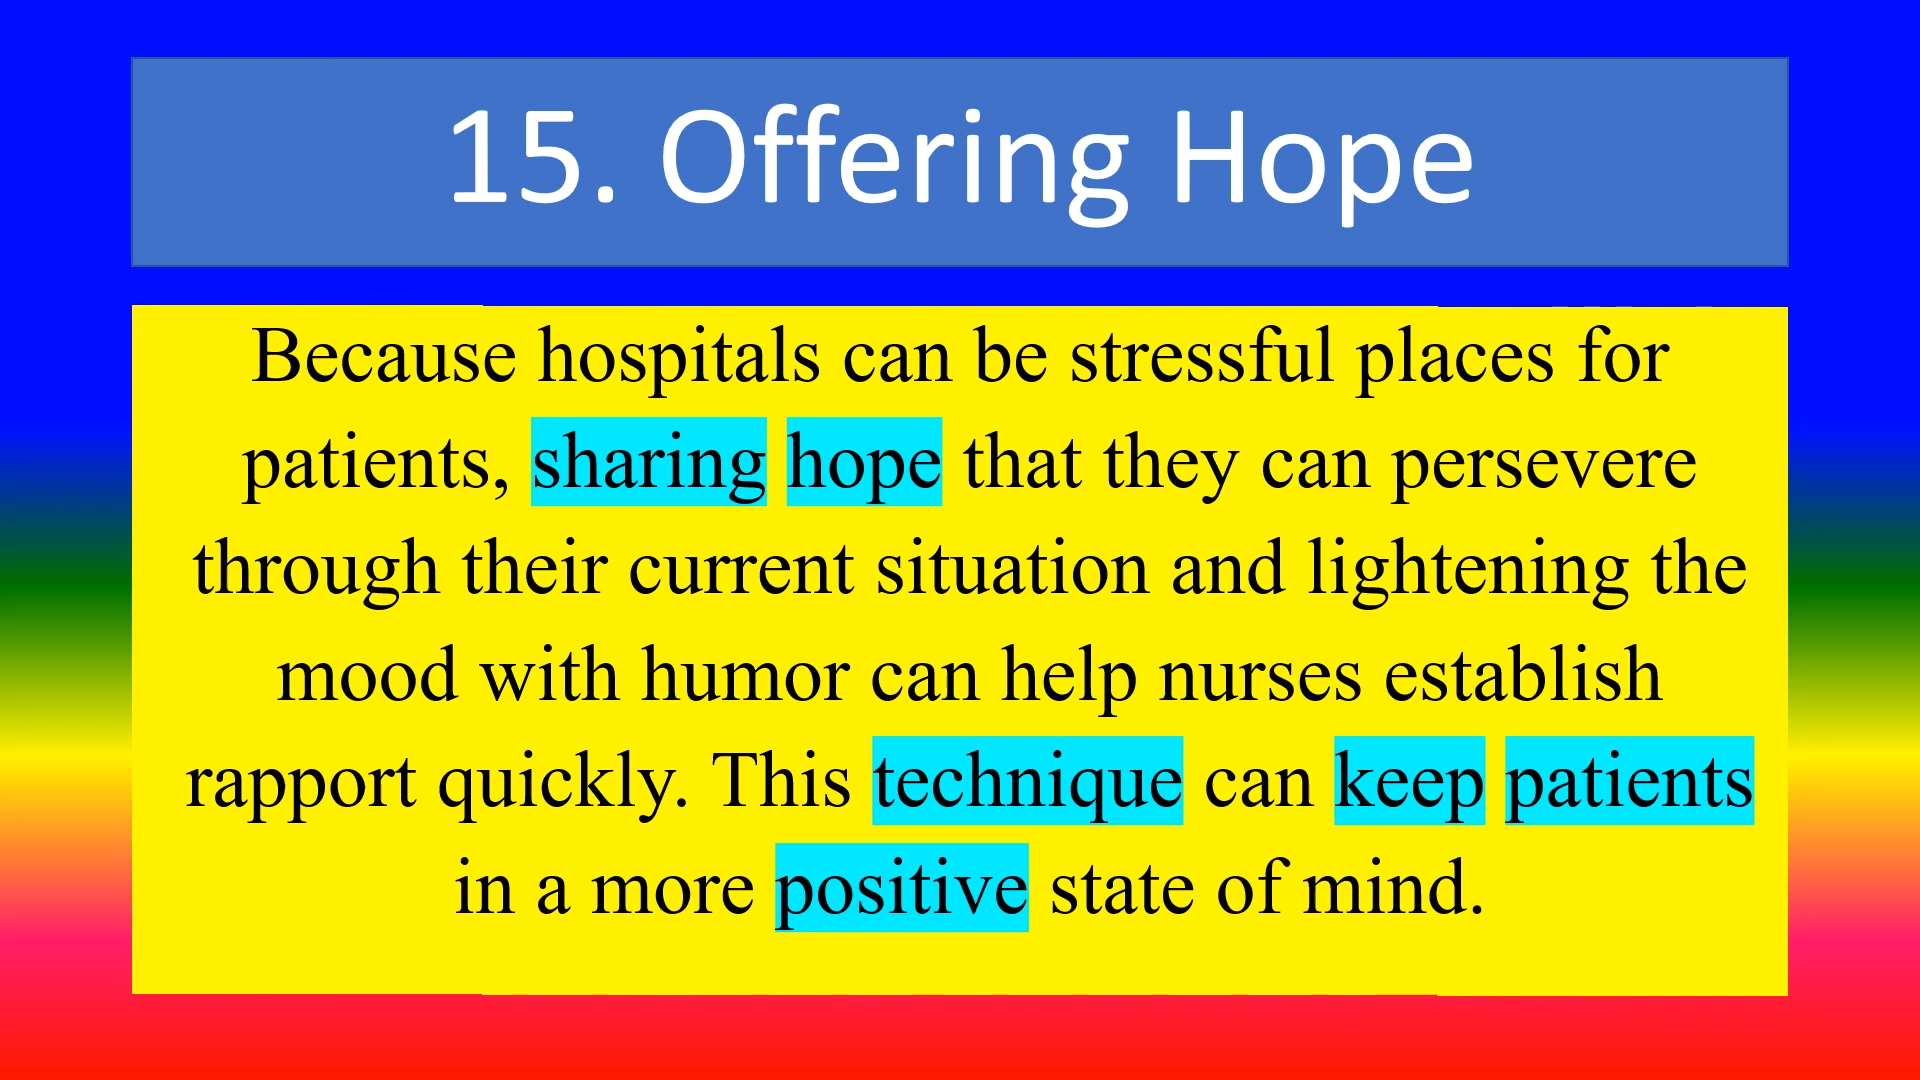 15. Offering Hope
Because hospitals can be stressful places for
patients, sharing hope that they can persevere
through their current situation and lightening the
mood with humor can help nurses establish
rapport quickly. This technique can keep patients
in a more positive state of mind.